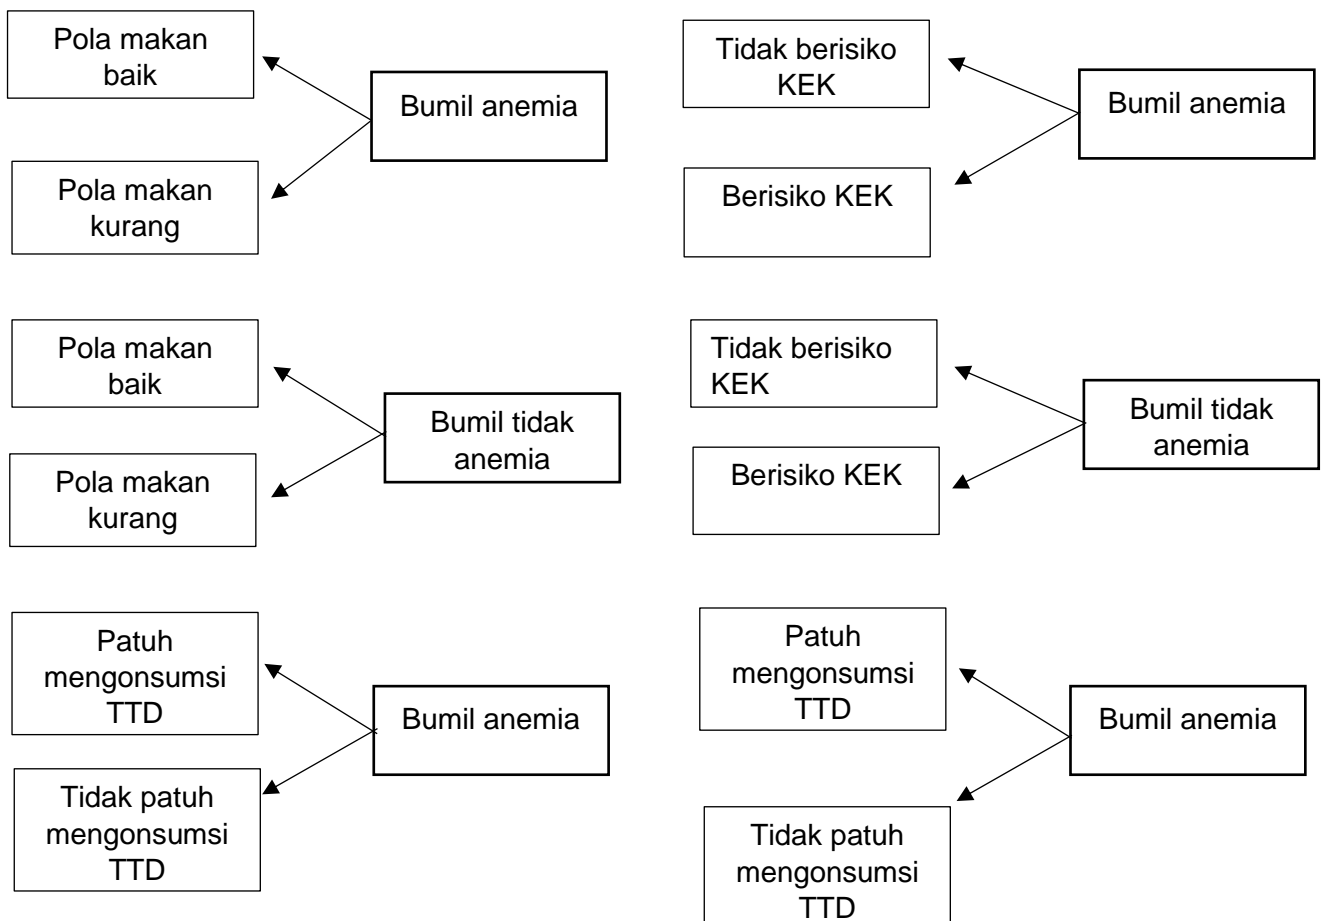 Pola makan
baik
Bumil anemia
Pola makan
kurang
Tidak berisiko
KEK
Bumil anemia
Berisiko KEK
Pola makan
baik
Bumil tidak
anemia
Pola makan
kurang
Tidak berisiko
KEK
Bumil tidak
anemia
Berisiko KEK
Patuh
mengonsumsi
TTD
Bumil anemia
Tidak patuh
mengonsumsi
TTD
Patuh
mengonsumsi
TTD
Bumil anemia
Tidak patuh
mengonsumsi
TTD